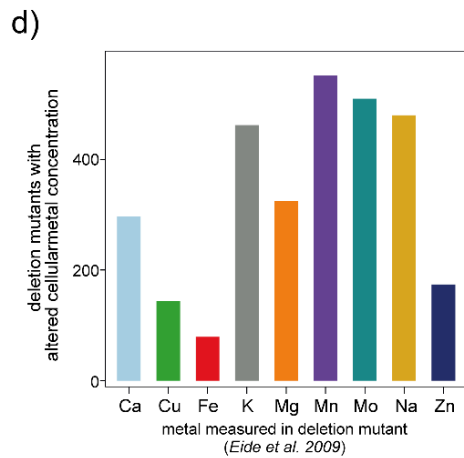 d)
deletion mutants with
altered cellularmetal concentration
400
200
0
Ca Cu Fe K Mg Mn Mo Na Zn
metal measured in deletion mutant
(Eide et al. 2009)